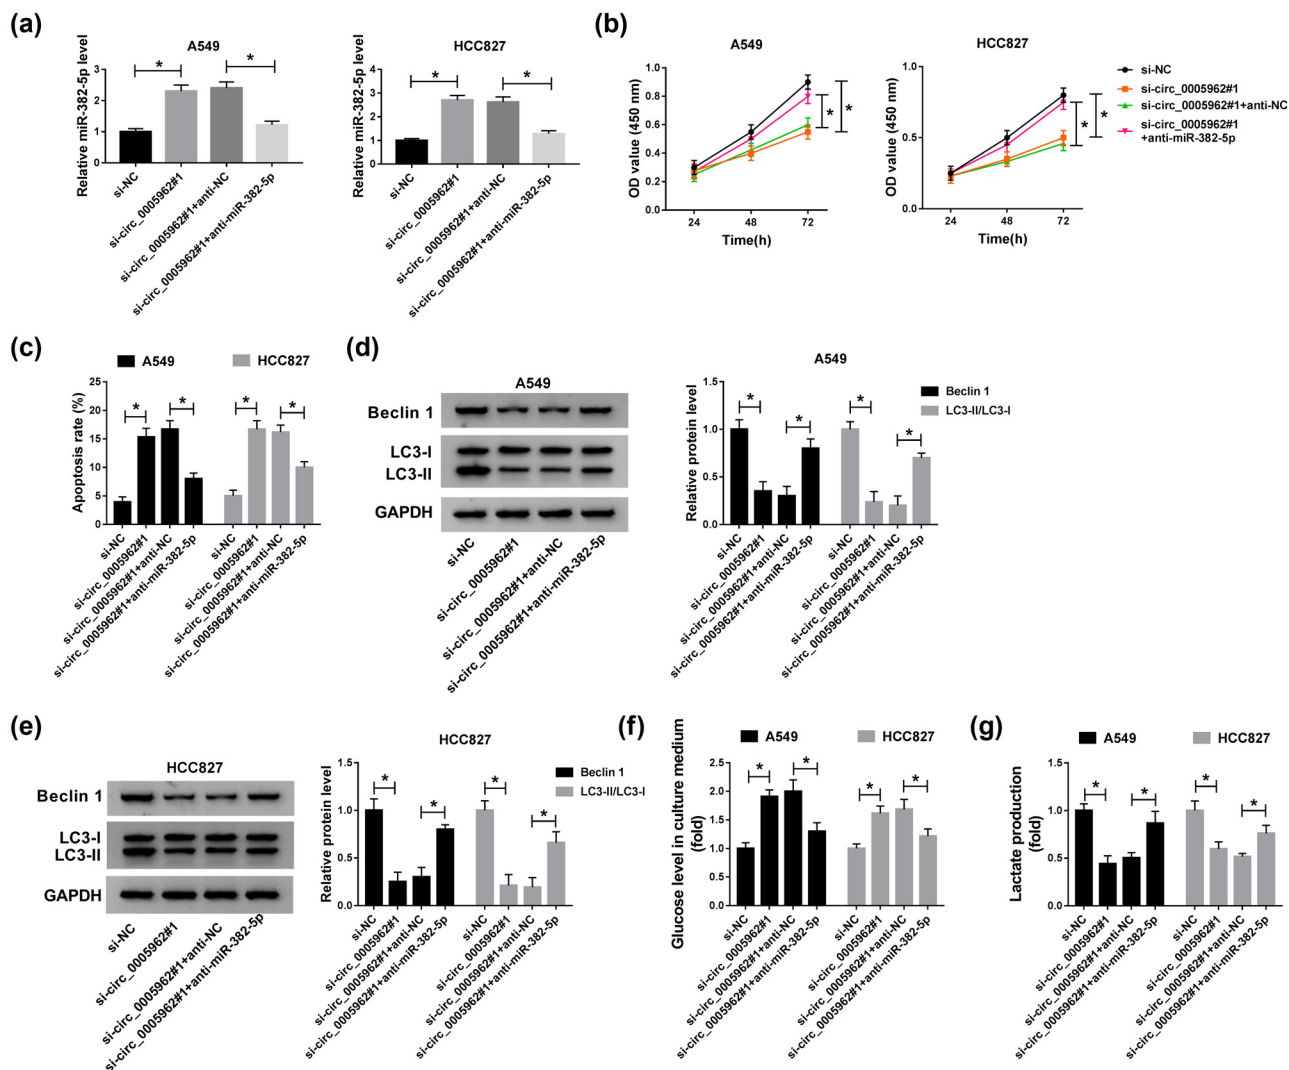 (a)
A549
Relative miR-382-5p level
3
2
1
0
*
*
si-NC
si-circ_0005962#1
si-circ_0005962#1+anti-NC
si-circ_0005962#1+anti-miR-382-5p
HCC827
Relative miR-382-5p level
4
3
2
1
0
*
*
si-NC
si-circ_0005962#1
si-circ_0005962#1+anti-NC
si-circ_0005962#1+anti-miR-382-5p
(b)
A549
OD value (450 nm)
1.0
0.8
0.6
0.4
0.2
0.0
24
48
72
Time(h)
*
*
HCC827
OD value (450 nm)
1.0
0.5
0.0
24
48
72
Time(h)
*
*
si-NC
si-circ_0005962#1
si-circ_0005962#1+anti-NC
si-circ_0005962#1
+anti-miR-382-5p
(c)
A549
HCC827
Apoptosis rate (%)
25
20
15
10
5
0
*
*
*
*
si-NC
si-circ_0005962#1
si-circ_0005962#1+anti-NC
si-circ_0005962#1+anti-miR-382-5p
si-NC
si-circ_0005962#1
si-circ_0005962#1+anti-NC
si-circ_0005962#1+anti-miR-382-5p
(d)
A549
Beclin 1
LC3-I
LC3-II
GAPDH
si-NC
si-circ_0005962#1
si-circ_0005962#1+anti-NC
si-circ_0005962#1+anti-miR-382-5p
A549
Relative protein level
1.5
1.0
0.5
0.0
*
*
*
*
Beclin 1
LC3-II/LC3-I
si-NC
si-circ_0005962#1
si-circ_0005962#1+anti-NC
si-circ_0005962#1+anti-miR-382-5p
si-NC
si-circ_0005962#1
si-circ_0005962#1+anti-NC
si-circ_0005962#1+anti-miR-382-5p
(e)
HCC827
Beclin 1
LC3-I
LC3-II
GAPDH
si-NC
si-circ_0005962#1
si-circ_0005962#1+anti-NC
si-circ_0005962#1+anti-miR-382-5p
HCC827
Relative protein level
1.5
1.0
0.5
0.0
*
*
*
*
Beclin 1
LC3-II/LC3-I
si-NC
si-circ_0005962#1
si-circ_0005962#1+anti-NC
si-circ_0005962#1+anti-miR-382-5p
si-NC
si-circ_0005962#1
si-circ_0005962#1+anti-NC
si-circ_0005962#1+anti-miR-382-5p
(f)
A549
HCC827
Glucose level in culture medium
(fold)
2.5
2.0
1.5
1.0
0.5
0.0
*
*
*
*
si-NC
si-circ_0005962#1
si-circ_0005962#1+anti-NC
si-circ_0005962#1+anti-miR-382-5p
si-NC
si-circ_0005962#1
si-circ_0005962#1+anti-NC
si-circ_0005962#1+anti-miR-382-5p
(g)
A549
HCC827
Lactate production
(fold)
1.5
1.0
0.5
0.0
*
*
*
*
si-NC
si-circ_0005962#1
si-circ_0005962#1+anti-NC
si-circ_0005962#1+anti-miR-382-5p
si-NC
si-circ_0005962#1
si-circ_0005962#1+anti-NC
si-circ_0005962#1+anti-miR-382-5p